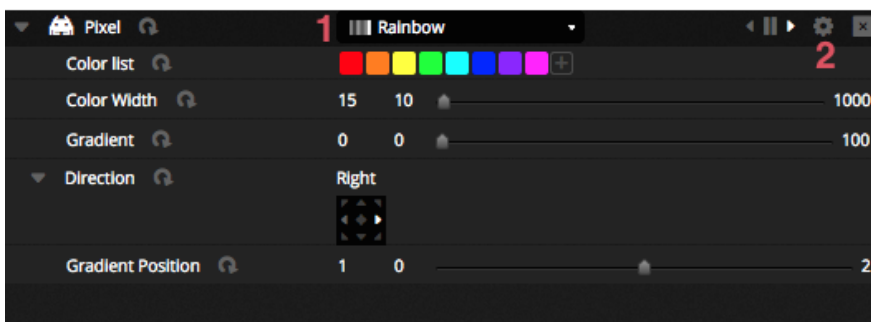 Pixel 1 Rainbow
2
Color list
Color Width 15 10 1000
Gradient 0 0 100
Direction Right
Gradient Position 1 0 2